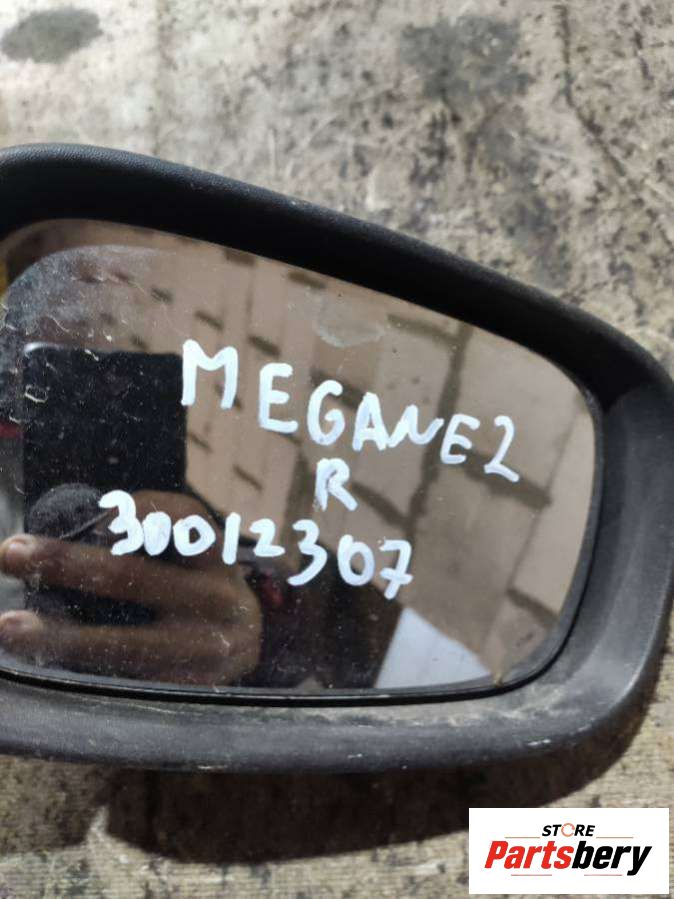 MEGANE2
R
30012307
STORE
Partsbery